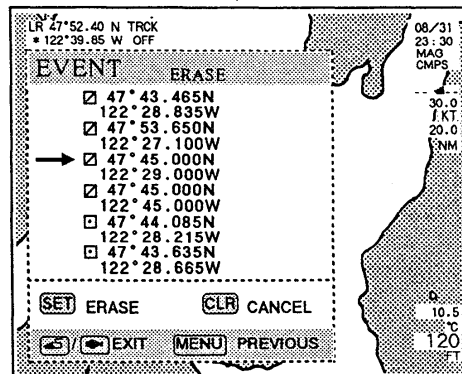 LR 47°52.40 N TRCK
* 122°39.85 W OFF
08/31
23:30
MAG
CMPS
EVENT ERASE
47°43.465N
122°28.835W
47°53.650N
122°27.100W
47°45.000N
122°29.000W
47°45.000N
122°45.000W
47°44.085N
122°28.215W
47°43.635N
122°28.665W
30.0
KT
20.0
NM
SET ERASE CLR CANCEL
/ EXIT MENU PREVIOUS
10.5
°C
120
FT